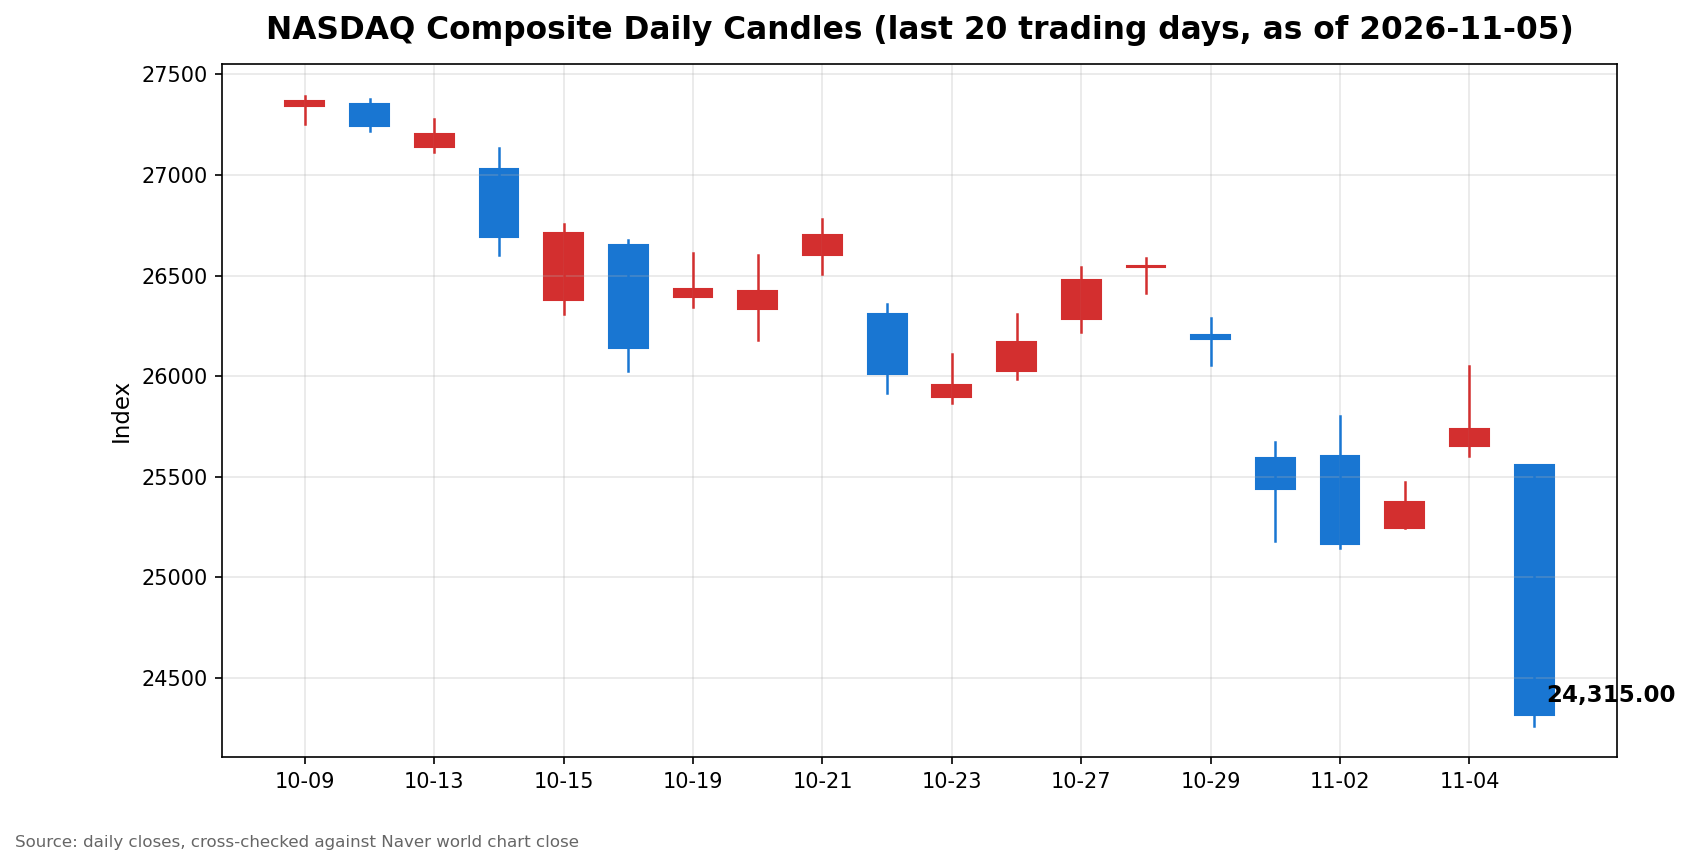 NASDAQ Composite Daily Candles (last 20 trading days, as of 2026-11-05)
27500
27000
26500
26000
25500
25000
24500
Index
24,315.00
10-09 10-13 10-15 10-19 10-21 10-23 10-27 10-29 11-02 11-04
Source: daily closes, cross-checked against Naver world chart close